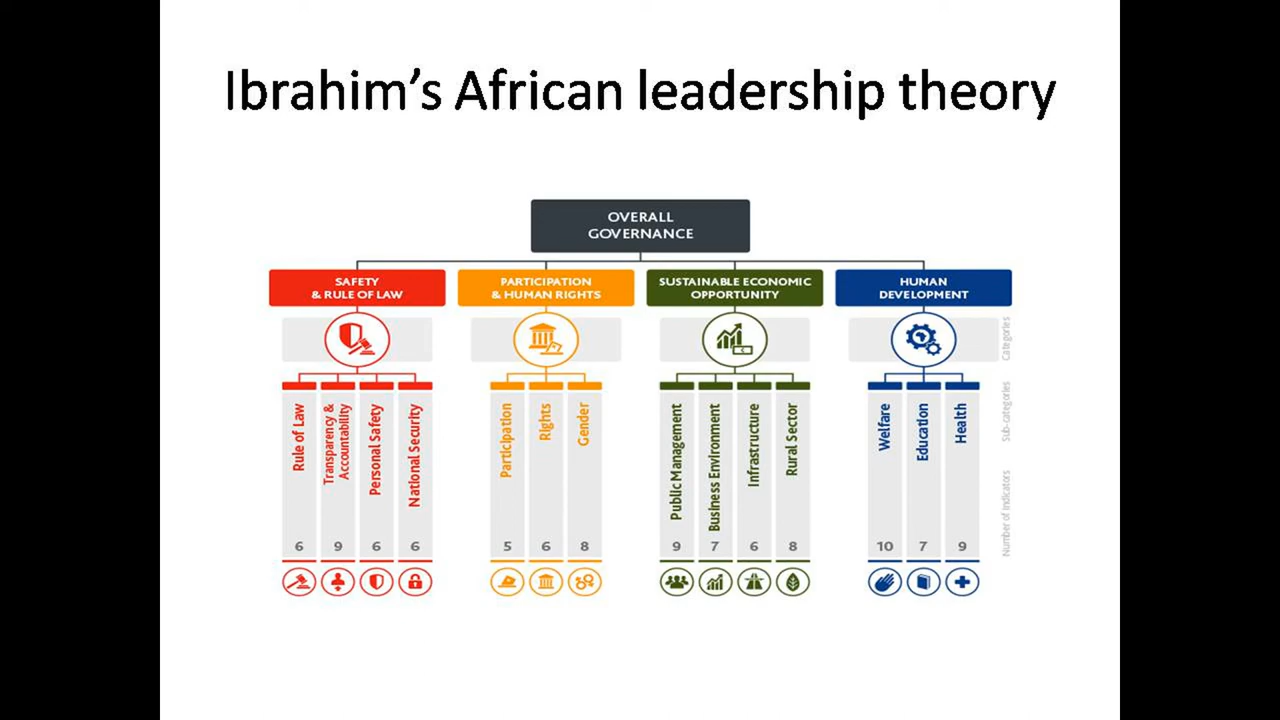 Ibrahim's African leadership theory
OVERALL
GOVERNANCE
SAFETY
& RULE OF LAW
PARTICIPATION
& HUMAN RIGHTS
SUSTAINABLE ECONOMIC
OPPORTUNITY
HUMAN
DEVELOPMENT
Categories
Rule of Law
Transparency &
Accountability
Personal Safety
National Security
Participation
Rights
Gender
Public Management
Business Environment
Infrastructure
Rural Sector
Welfare
Education
Health
Sub-categories
6 9 6 6 5 6 8 9 7 6 8 10 7 9
Number of Indicators